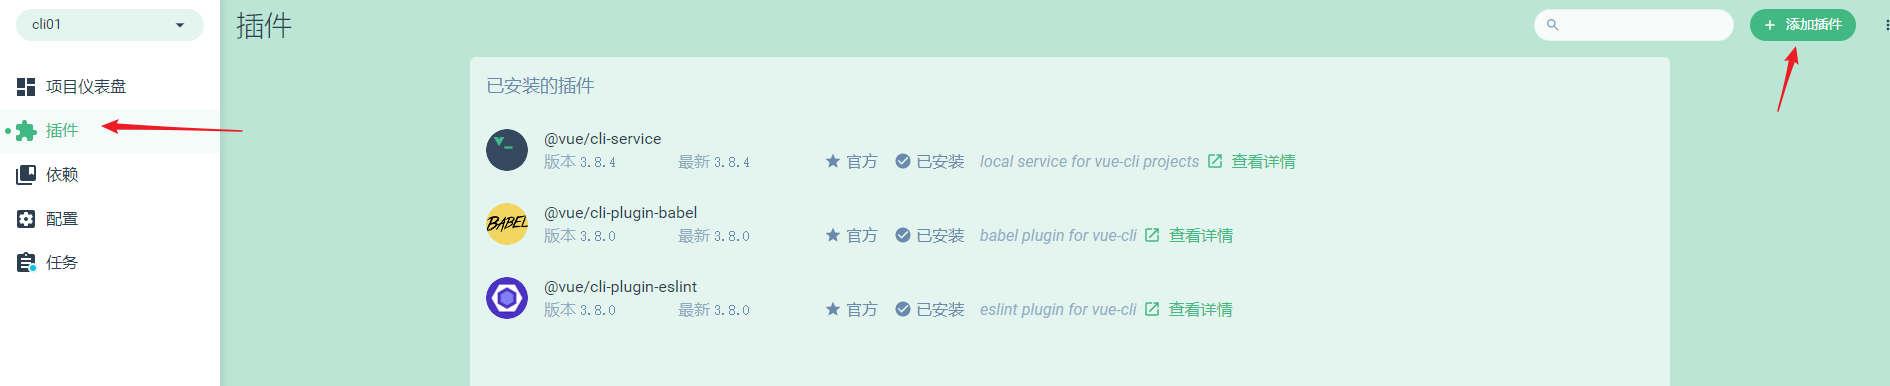 cli01
插件
添加插件
项目仪表盘
插件
依赖
配置
任务
已安装的插件
@vue/cli-service
版本 3.8.4 最新 3.8.4 官方 已安装 local service for vue-cli projects 查看详情
BABEL
@vue/cli-plugin-babel
版本 3.8.0 最新 3.8.0 官方 已安装 babel plugin for vue-cli 查看详情
@vue/cli-plugin-eslint
版本 3.8.0 最新 3.8.0 官方 已安装 eslint plugin for vue-cli 查看详情